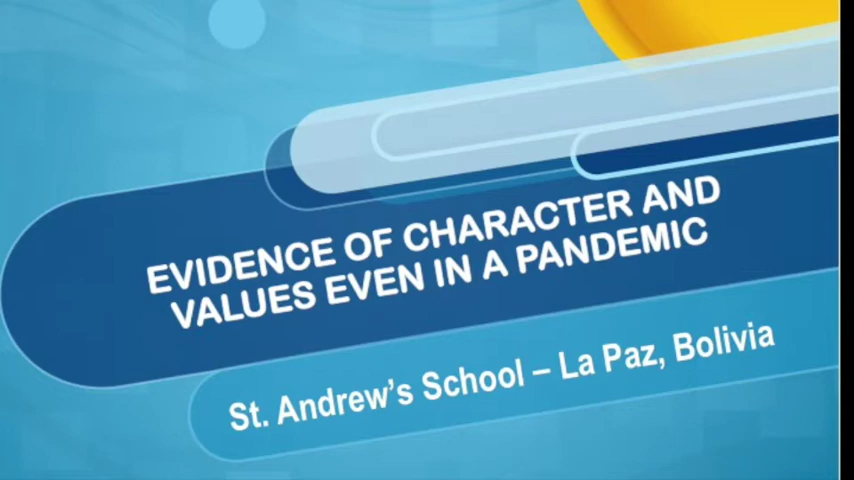 EVIDENCE OF CHARACTER AND
VALUES EVEN IN A PANDEMIC
St. Andrew's School – La Paz, Bolivia